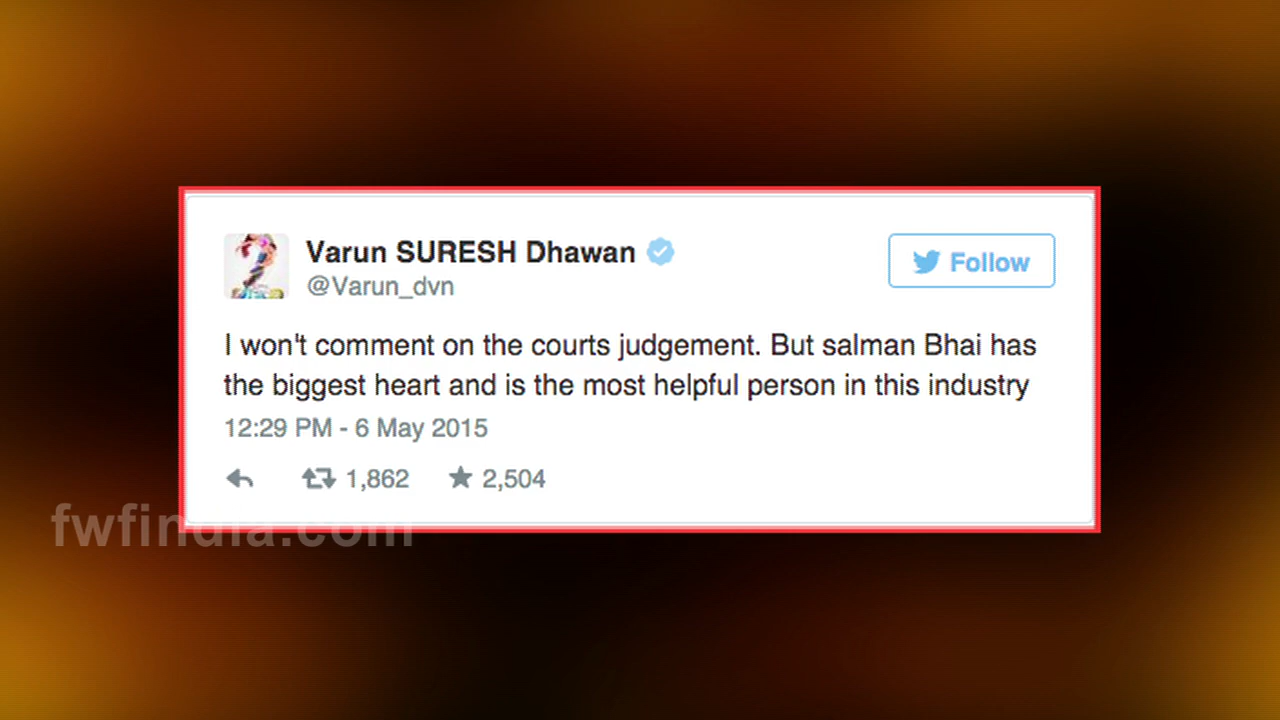 Varun SURESH Dhawan
Follow
@Varun_dvn
I won't comment on the courts judgement. But salman Bhai has
the biggest heart and is the most helpful person in this industry
12:29 PM - 6 May 2015
1,862 2,504
fwfindia.com